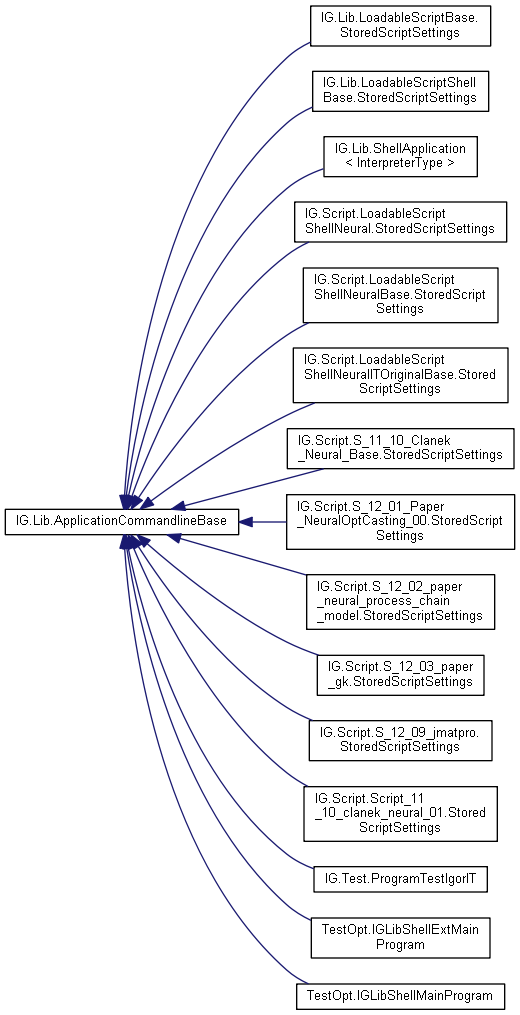 IG.Lib.LoadableScriptBase.
StoredScriptSettings
IG.Lib.LoadableScriptShell
Base.StoredScriptSettings
IG.Lib.ShellApplication
< InterpreterType >
IG.Script.LoadableScript
ShellNeural.StoredScriptSettings
IG.Script.LoadableScript
ShellNeuralBase.StoredScript
Settings
IG.Script.LoadableScript
ShellNeuralITOriginalBase.Stored
ScriptSettings
IG.Script.S_11_10_Clanek
_Neural_Base.StoredScriptSettings
IG.Script.S_12_01_Paper
_NeuralOptCasting_00.StoredScript
Settings
IG.Lib.ApplicationCommandlineBase
IG.Script.S_12_02_paper
_neural_process_chain
_model.StoredScriptSettings
IG.Script.S_12_03_paper
_gk.StoredScriptSettings
IG.Script.S_12_09_jmatpro.
StoredScriptSettings
IG.Script.Script_11
_10_clanek_neural_01.Stored
ScriptSettings
IG.Test.ProgramTestIgorIT
TestOpt.IGLibShellExtMain
Program
TestOpt.IGLibShellMainProgram